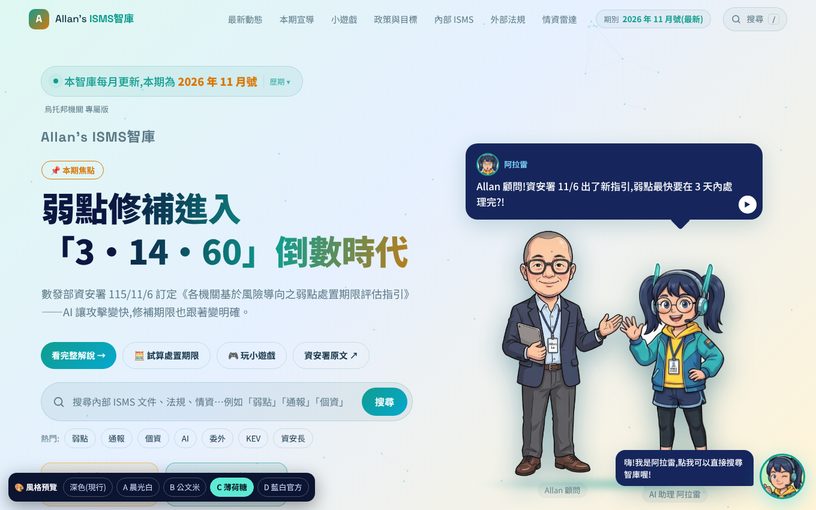 A Allan's ISMS智庫
最新動態 本期宣導 小遊戲 政策與目標 內部 ISMS 外部法規 情資雷達 期別 2026 年 11 月號(最新) 搜尋 /
本智庫每月更新,本期為 2026 年 11 月號 歷期 ▾
烏托邦機關 專屬版
Allan's ISMS智庫
📌 本期焦點
弱點修補進入
「3・14・60」倒數時代
數發部資安署 115/11/6 訂定《各機關基於風險導向之弱點處置期限評估指引》
——AI 讓攻擊變快,修補期限也跟著變明確。
看完整解說 → 🧮 試算處置期限 🎮 玩小遊戲 資安署原文 ↗
搜尋內部 ISMS 文件、法規、情資…例如「弱點」「通報」「個資」 搜尋
熱門: 弱點 通報 個資 AI 委外 KEV 資安長
阿拉雷
Allan 顧問!資安署 11/6 出了新指引,弱點最快要在 3 天內處
理完?!
嗨!我是阿拉雷,點我可以直接搜尋
智庫喔!
Allan 顧問
AI 助理 阿拉雷
🎨 風格預覽 深色(現行) A 晨光白 B 公文米 C 薄荷糖 D 藍白官方